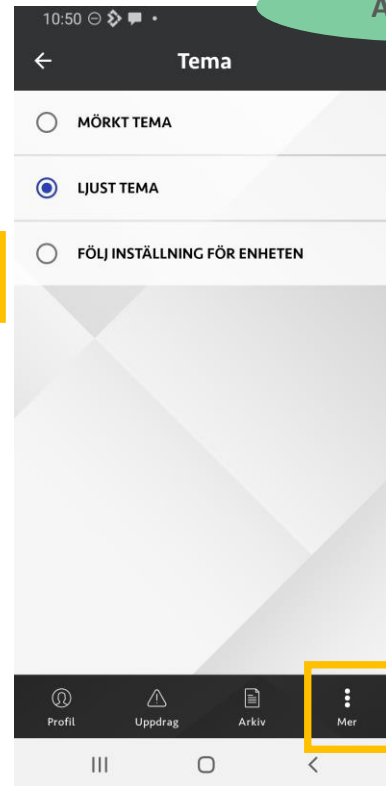 10:50
A
Tema
MÖRKT TEMA
LJUST TEMA
FÖLJ INSTÄLLNING FÖR ENHETEN
Profil Uppdrag Arkiv Mer